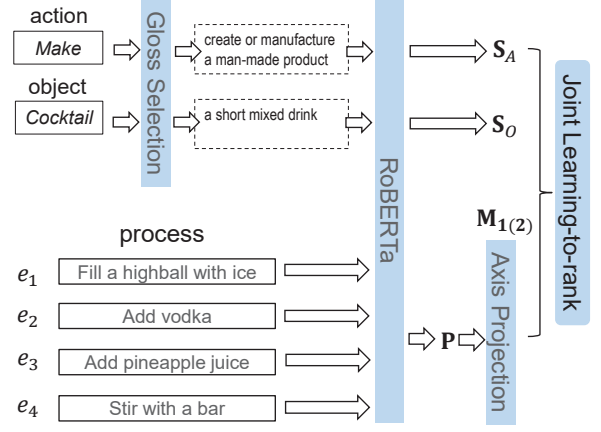 action
Make
Gloss Selection
create or manufacture
a man-made product
S_A
object
Cocktail
a short mixed drink
S_O
RoBERTa
Joint Learning-to-rank
M_1(2)
process
e_1 Fill a highball with ice
e_2 Add vodka
P
Axis Projection
e_3 Add pineapple juice
e_4 Stir with a bar